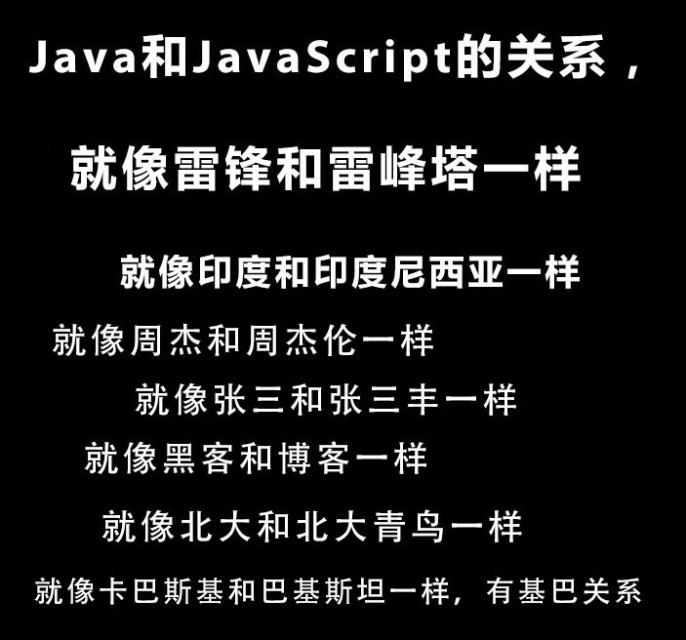 Java和JavaScript的关系，
就像雷锋和雷峰塔一样
就像印度和印度尼西亚一样
就像周杰和周杰伦一样
就像张三和张三丰一样
就像黑客和博客一样
就像北大和北大青鸟一样
就像卡巴斯基和巴基斯坦一样，有基巴关系